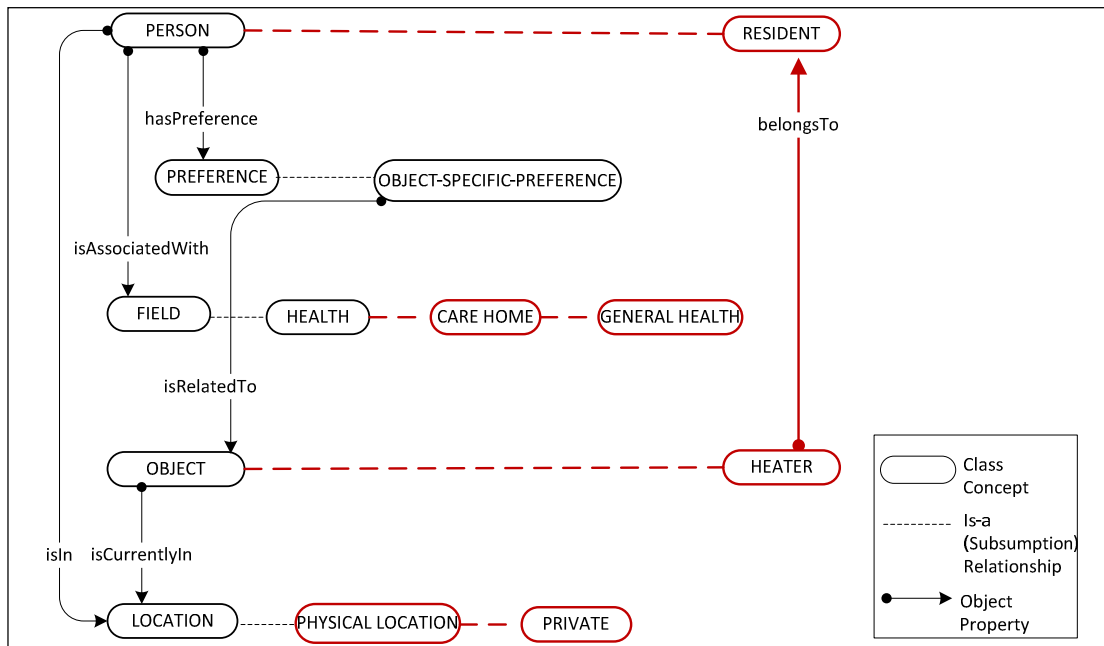 PERSON
RESIDENT
hasPreference
belongsTo
PREFERENCE
OBJECT-SPECIFIC-PREFERENCE
isAssociatedWith
FIELD
HEALTH
CARE HOME
GENERAL HEALTH
isRelatedTo
OBJECT
HEATER
isIn
isCurrentlyIn
LOCATION
PHYSICAL LOCATION
PRIVATE
Class
Concept
Is-a
(Subsumption)
Relationship
Object
Property